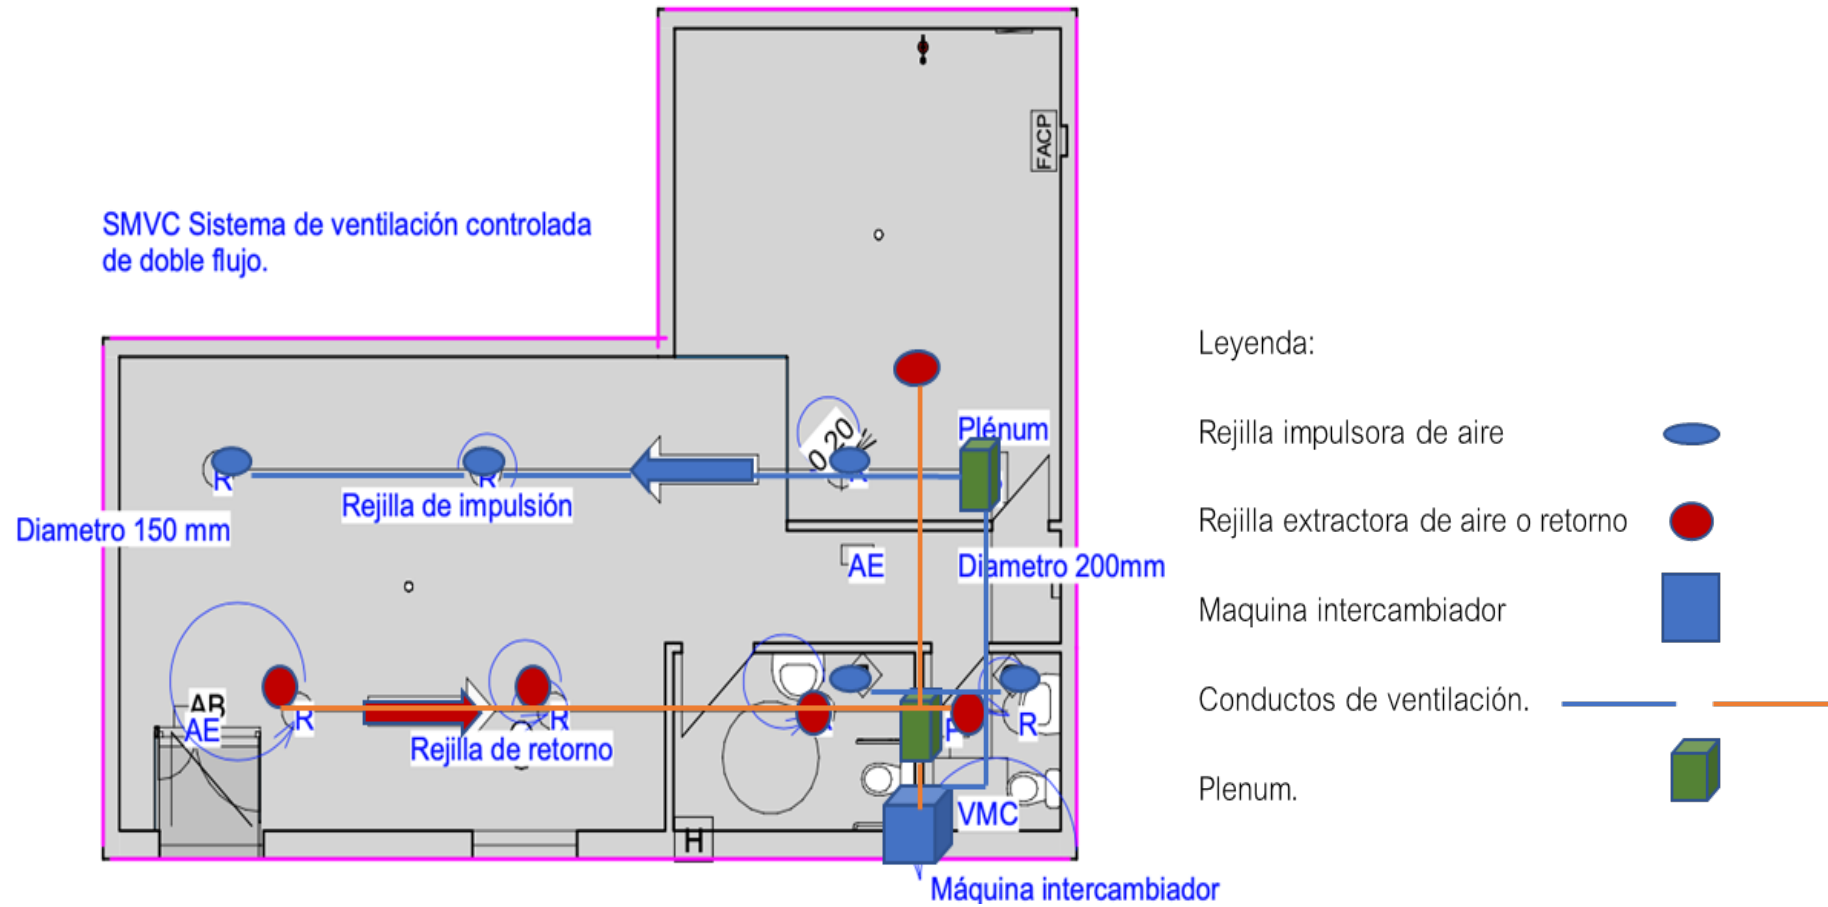 SMVC Sistema de ventilación controlada
de doble flujo.
FACP
Plénum
0.20
R
R
Rejilla de impulsión
Diametro 150 mm
AE
Diametro 200mm
AB
AE
R
R
R
Rejilla de retorno
VMC
H
Máquina intercambiador
Leyenda:
Rejilla impulsora de aire
Rejilla extractora de aire o retorno
Maquina intercambiador
Conductos de ventilación.
Plenum.